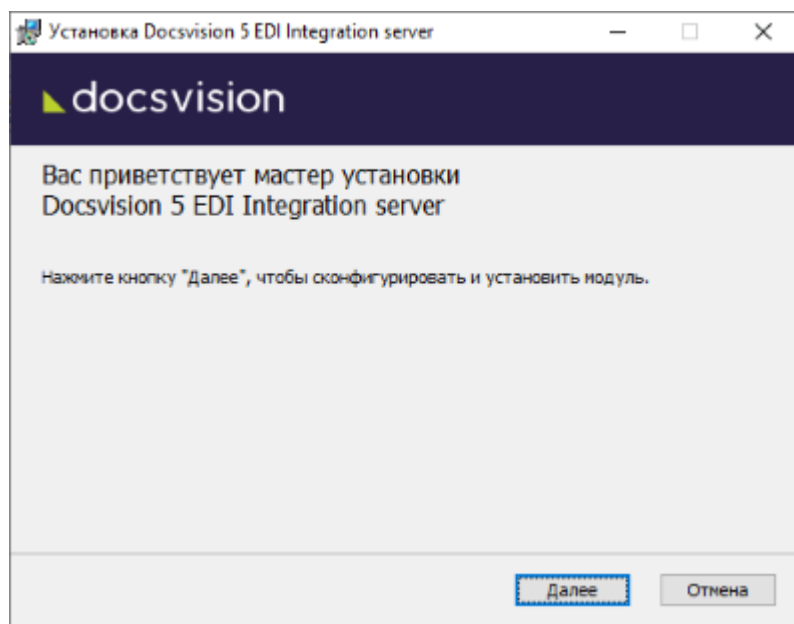 Установка Docsvision 5 EDI Integration server
docsvision
Вас приветствует мастер установки
Docsvision 5 EDI Integration server
Нажмите кнопку "Далее", чтобы сконфигурировать и установить модуль.
Далее
Отмена